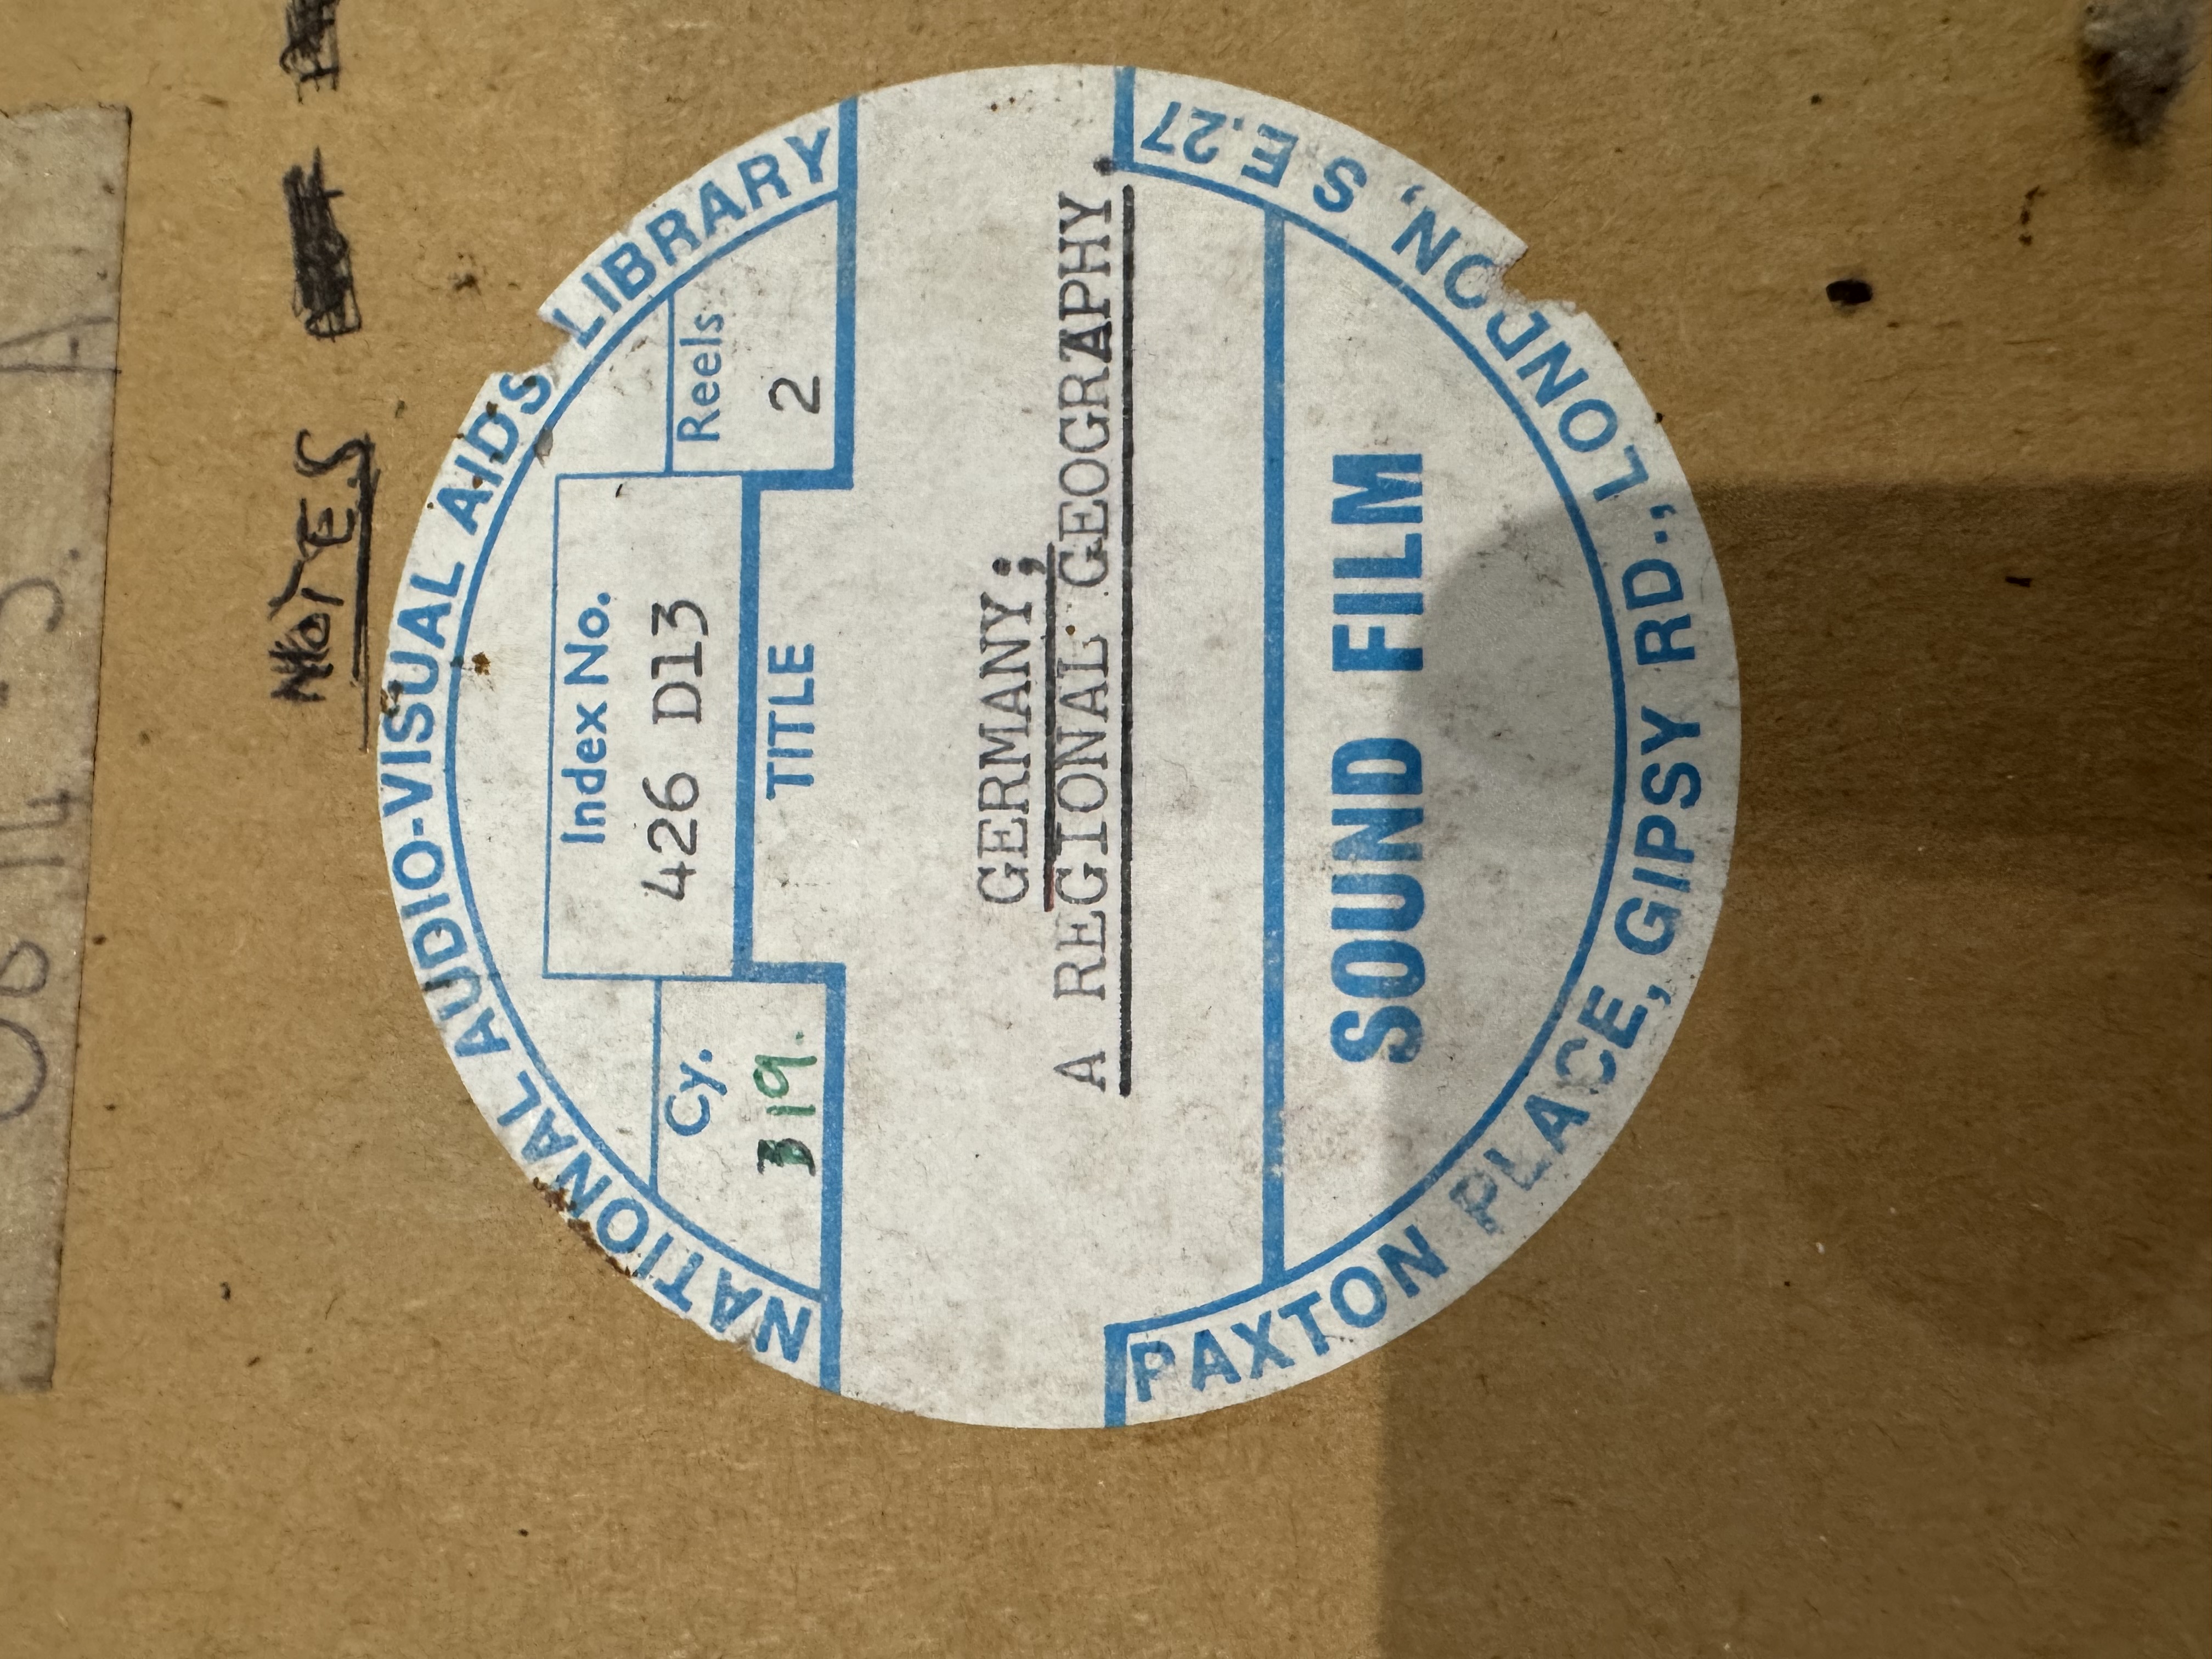 NOTES
NATIONAL AUDIO-VISUAL AIDS LIBRARY
Index No.
426 D13
Cy.
319.
Reels
2
TITLE
GERMANY;
A REGIONAL GEOGRAPHY.
SOUND FILM
PAXTON PLACE, GIPSY RD., LONDON, S.E.27